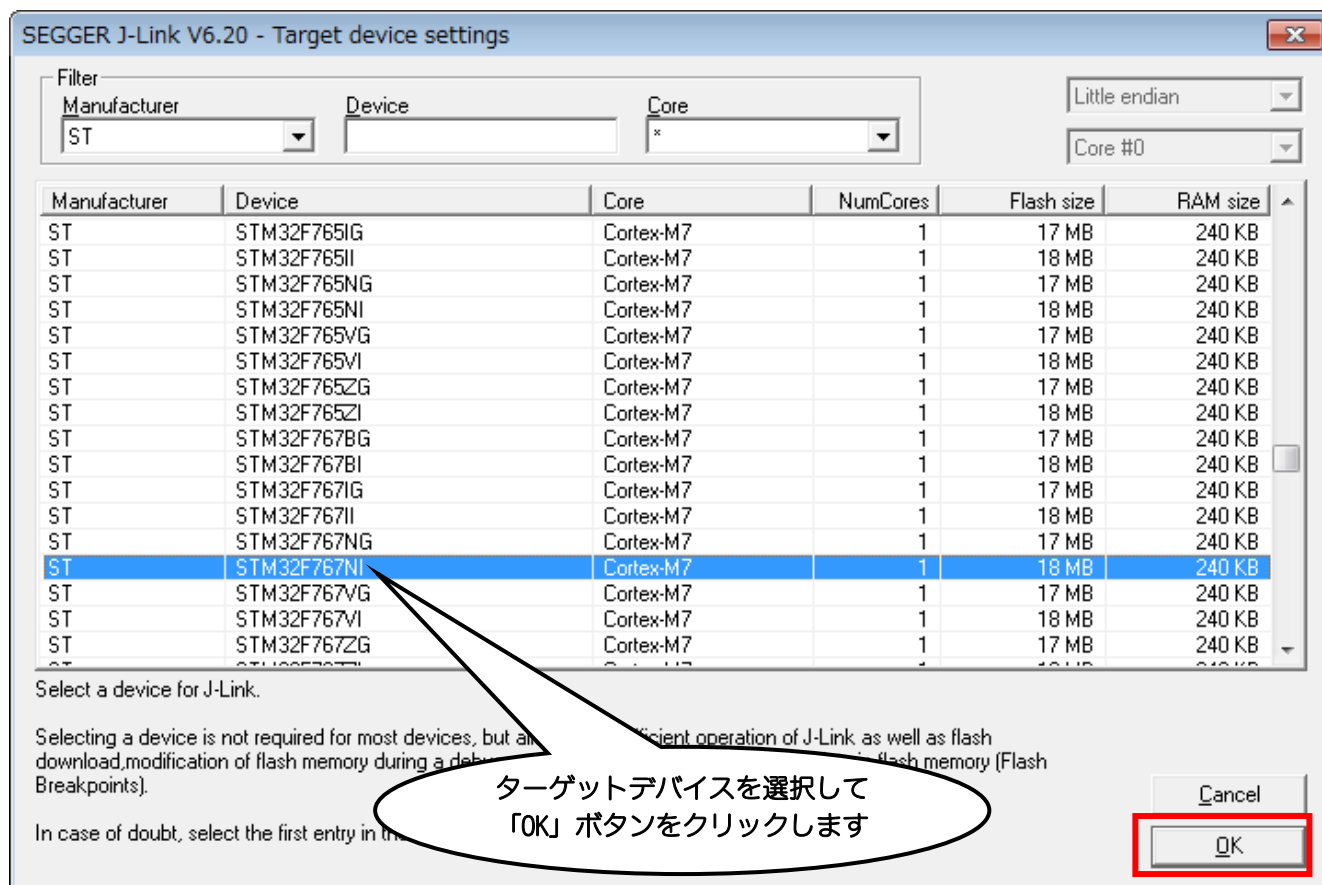 SEGGER J-Link V6.20 - Target device settings
Filter
Manufacturer Device Core
ST * Little endian
Core #0
Manufacturer Device Core NumCores Flash size RAM size
ST STM32F765IG Cortex-M7 1 17 MB 240 KB
ST STM32F765II Cortex-M7 1 18 MB 240 KB
ST STM32F765NG Cortex-M7 1 17 MB 240 KB
ST STM32F765NI Cortex-M7 1 18 MB 240 KB
ST STM32F765VG Cortex-M7 1 17 MB 240 KB
ST STM32F765VI Cortex-M7 1 18 MB 240 KB
ST STM32F765ZG Cortex-M7 1 17 MB 240 KB
ST STM32F765ZI Cortex-M7 1 18 MB 240 KB
ST STM32F767BG Cortex-M7 1 17 MB 240 KB
ST STM32F767BI Cortex-M7 1 18 MB 240 KB
ST STM32F767IG Cortex-M7 1 17 MB 240 KB
ST STM32F767II Cortex-M7 1 18 MB 240 KB
ST STM32F767NG Cortex-M7 1 17 MB 240 KB
ST STM32F767NI Cortex-M7 1 18 MB 240 KB
ST STM32F767VG Cortex-M7 1 17 MB 240 KB
ST STM32F767VI Cortex-M7 1 18 MB 240 KB
ST STM32F767ZG Cortex-M7 1 17 MB 240 KB
Select a device for J-Link.
Selecting a device is not required for most devices, but operation of J-Link as well as flash
download,modification of flash memory during a flash memory (Flash
Breakpoints).
In case of doubt, select the first entry in
ターゲットデバイスを選択して
「OK」ボタンをクリックします
Cancel
OK